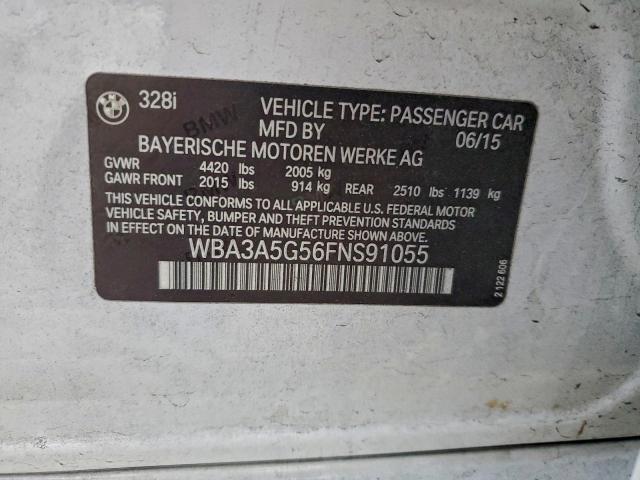 328i
VEHICLE TYPE: PASSENGER CAR
MFD BY 06/15
BAYERISCHE MOTOREN WERKE AG
GVWR 4420 lbs 2005 kg
GAWR FRONT 2015 lbs 914 kg REAR 2510 lbs 1139 kg
THIS VEHICLE CONFORMS TO ALL APPLICABLE U.S. FEDERAL MOTOR
VEHICLE SAFETY, BUMPER AND THEFT PREVENTION STANDARDS
IN EFFECT ON THE DATE OF MANUFACTURE SHOWN ABOVE.
WBA3A5G56FNS91055
2 122 606